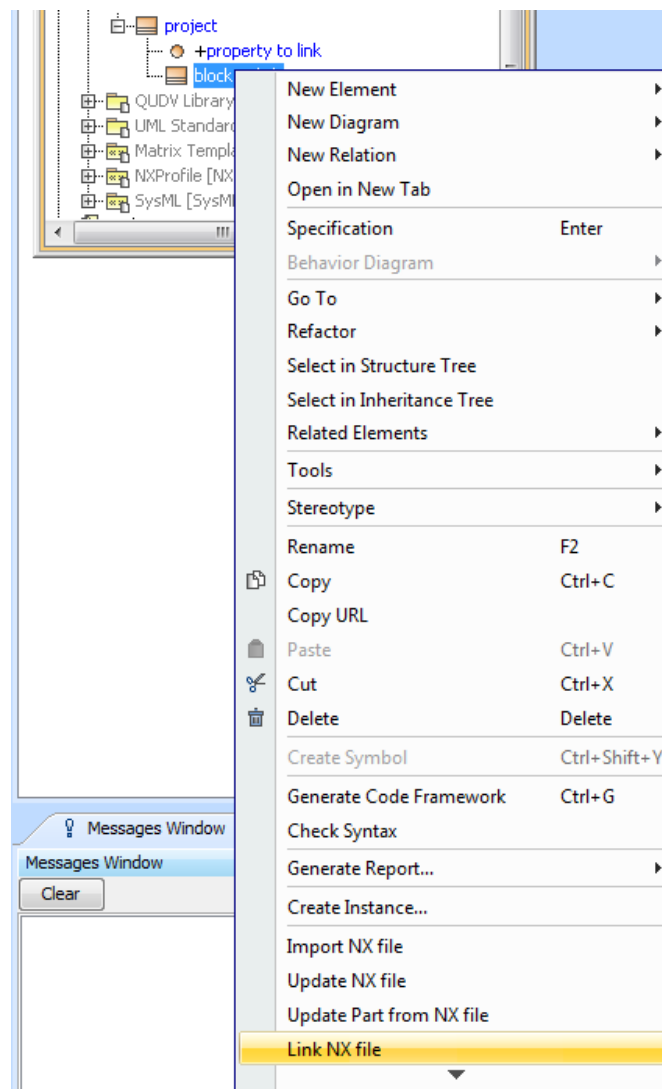 project
+property to link
block
QUDV Library
UML Standard
Matrix Templa
NXProfile [NX
SysML [SysM
New Element
New Diagram
New Relation
Open in New Tab
Specification Enter
Behavior Diagram
Go To
Refactor
Select in Structure Tree
Select in Inheritance Tree
Related Elements
Tools
Stereotype
Rename F2
Copy Ctrl+C
Copy URL
Paste Ctrl+V
Cut Ctrl+X
Delete Delete
Create Symbol Ctrl+Shift+Y
Generate Code Framework Ctrl+G
Check Syntax
Generate Report...
Create Instance...
Import NX file
Update NX file
Update Part from NX file
Link NX file
Messages Window
Messages Window
Clear